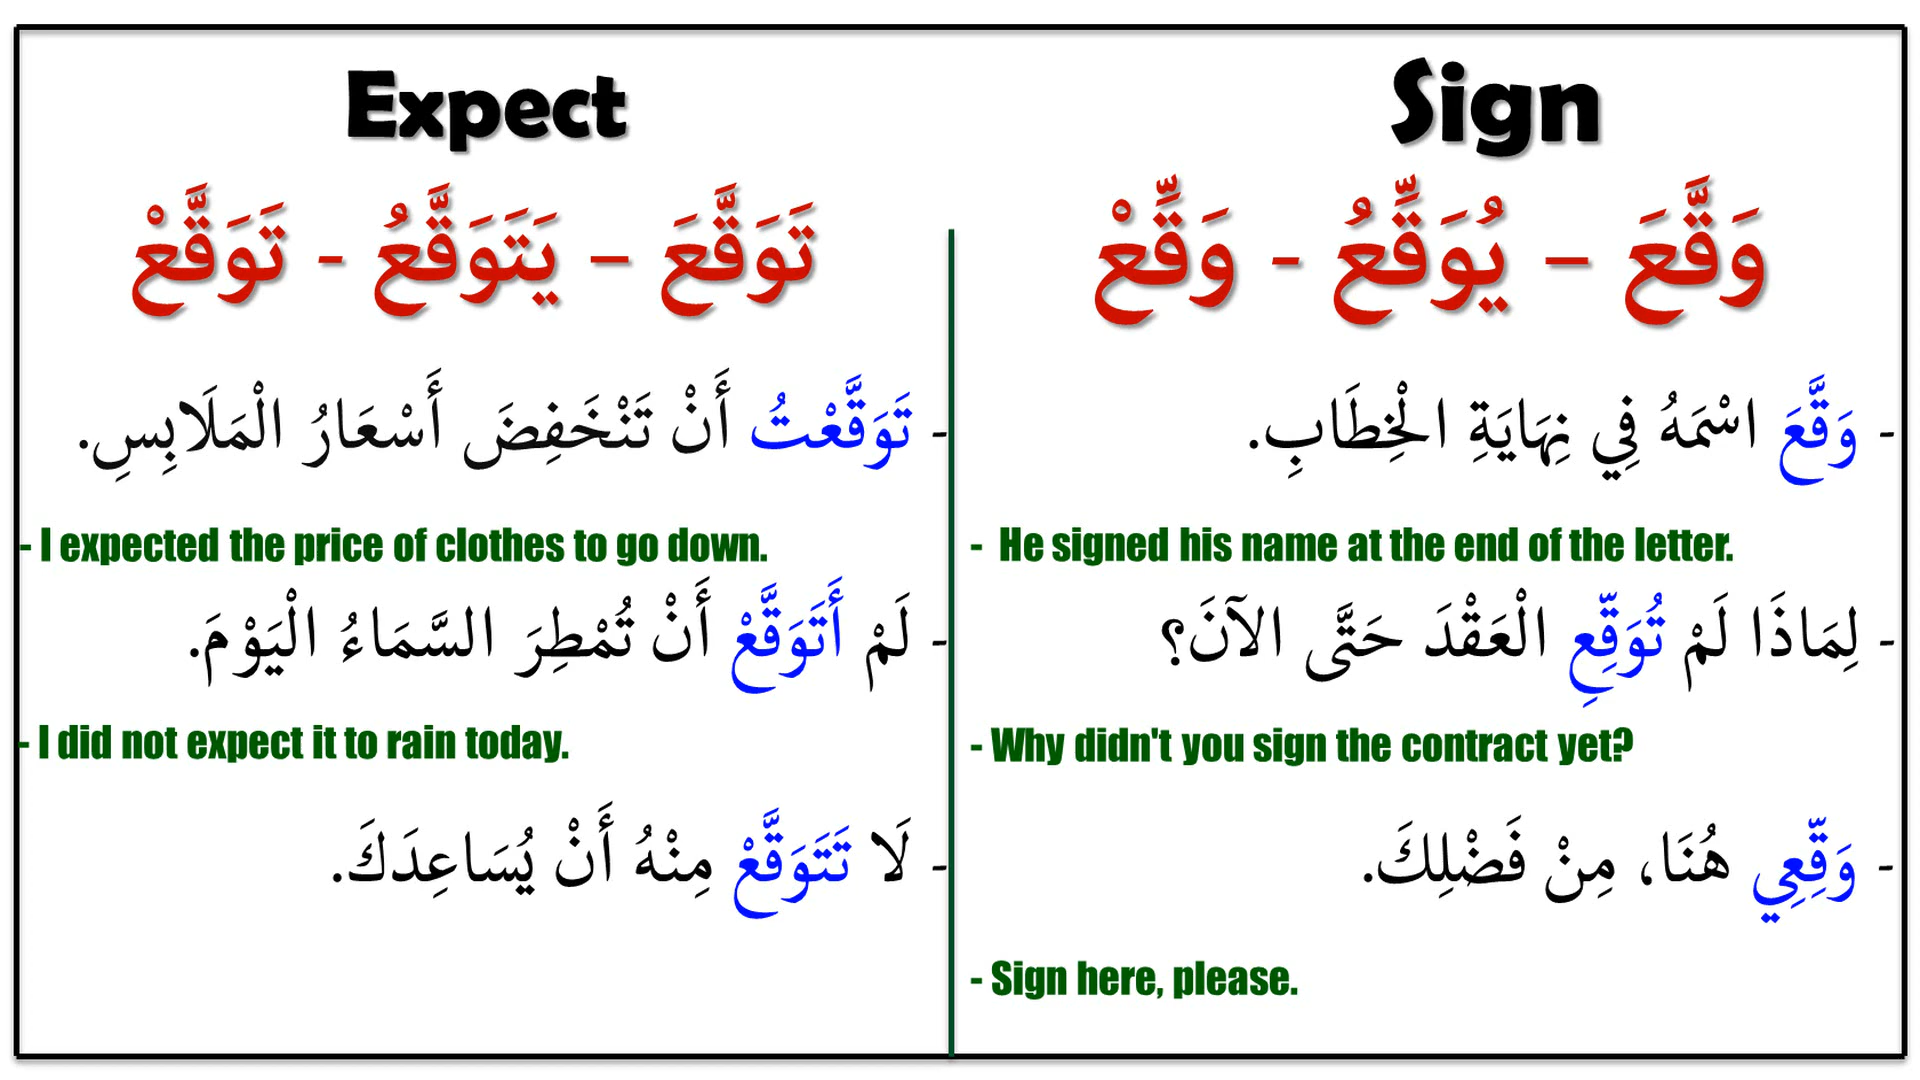 Expect
تَوَقَّعَ – يَتَوَقَّعُ - تَوَقَّعْ
- تَوَقَّعْتُ أَنْ تَنْخَفِضَ أَسْعَارُ الْمَلَابِسِ.
- I expected the price of clothes to go down.
- لَمْ أَتَوَقَّعْ أَنْ تُمْطِرَ السَّمَاءُ الْيَوْمَ.
- I did not expect it to rain today.
- لَا تَتَوَقَّعْ مِنْهُ أَنْ يُسَاعِدَكَ.
Sign
وَقَّعَ – يُوَقِّعُ - وَقِّعْ
- وَقَّعَ اسْمَهُ فِي نِهَايَةِ الْخِطَابِ.
- He signed his name at the end of the letter.
- لِمَاذَا لَمْ تُوَقِّعِ الْعَقْدَ حَتَّى الآنَ؟
- Why didn't you sign the contract yet?
- وَقِّعِي هُنَا، مِنْ فَضْلِكَ.
- Sign here, please.